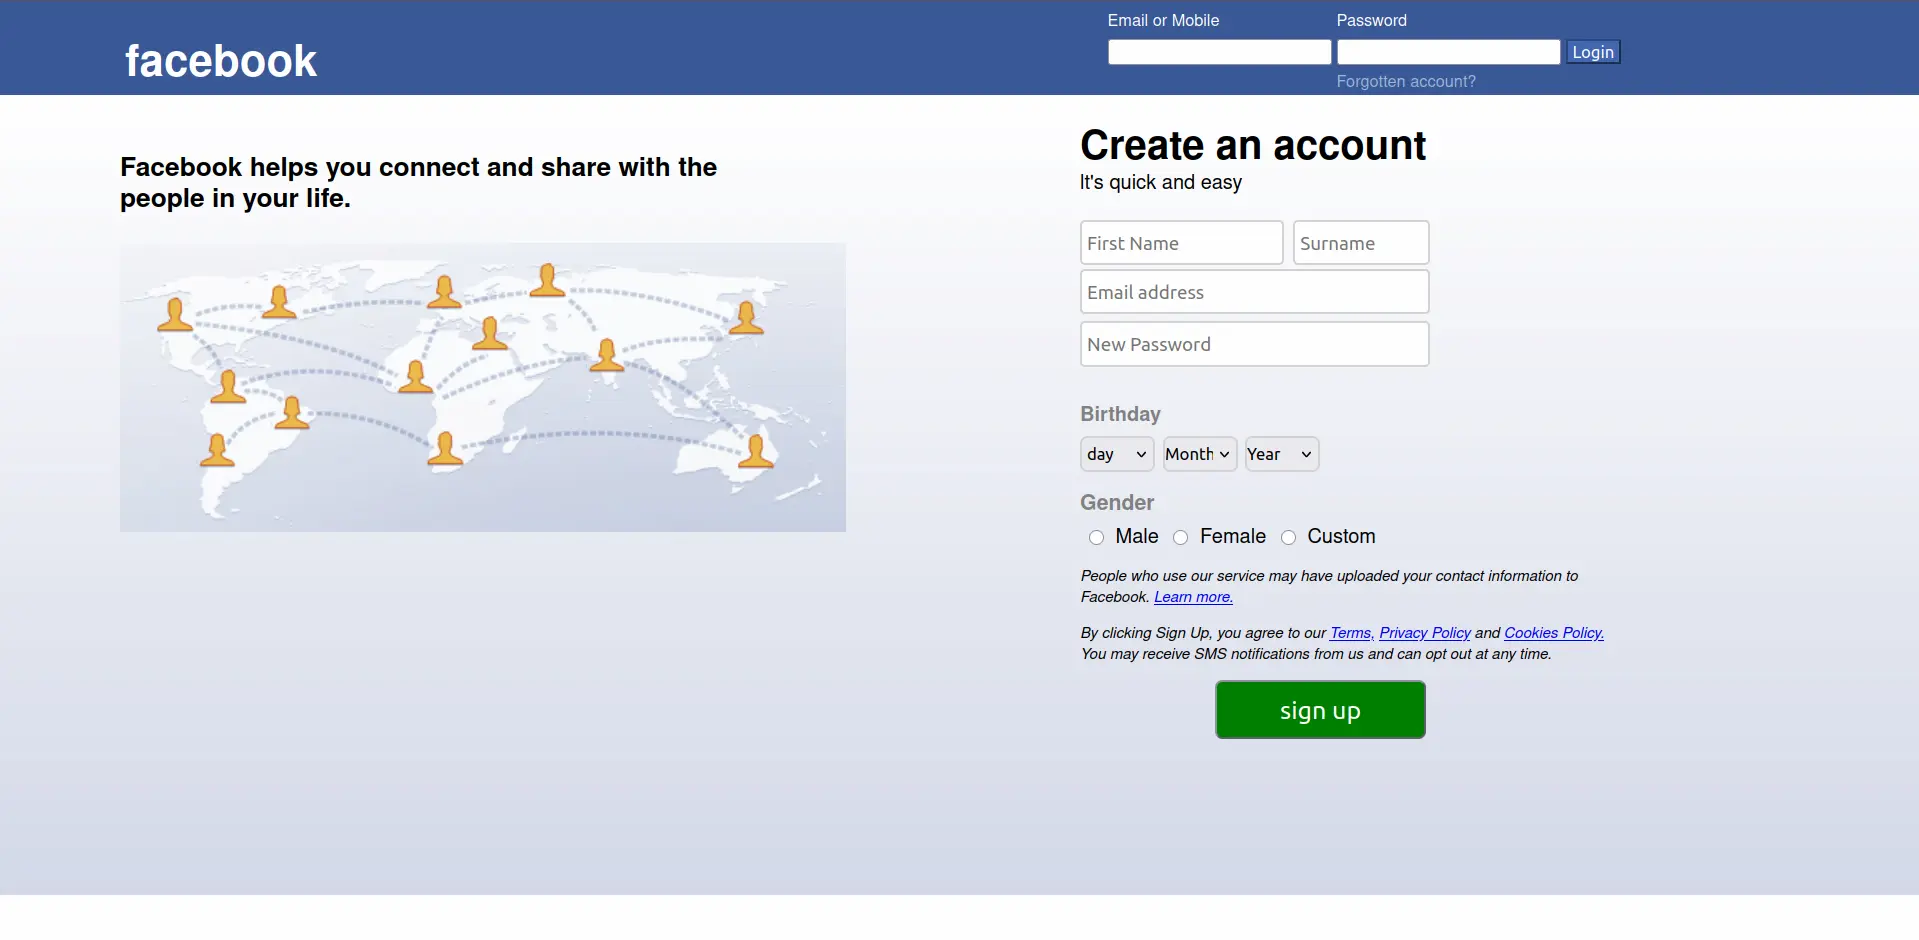 Email or Mobile
Password
facebook
Login
Forgotten account?
Facebook helps you connect and share with the
people in your life.
Create an account
It's quick and easy
First Name
Surname
Email address
New Password
Birthday
day
Month
Year
Gender
Male
Female
Custom
People who use our service may have uploaded your contact information to
Facebook. Learn more.
By clicking Sign Up, you agree to our Terms, Privacy Policy and Cookies Policy.
You may receive SMS notifications from us and can opt out at any time.
sign up